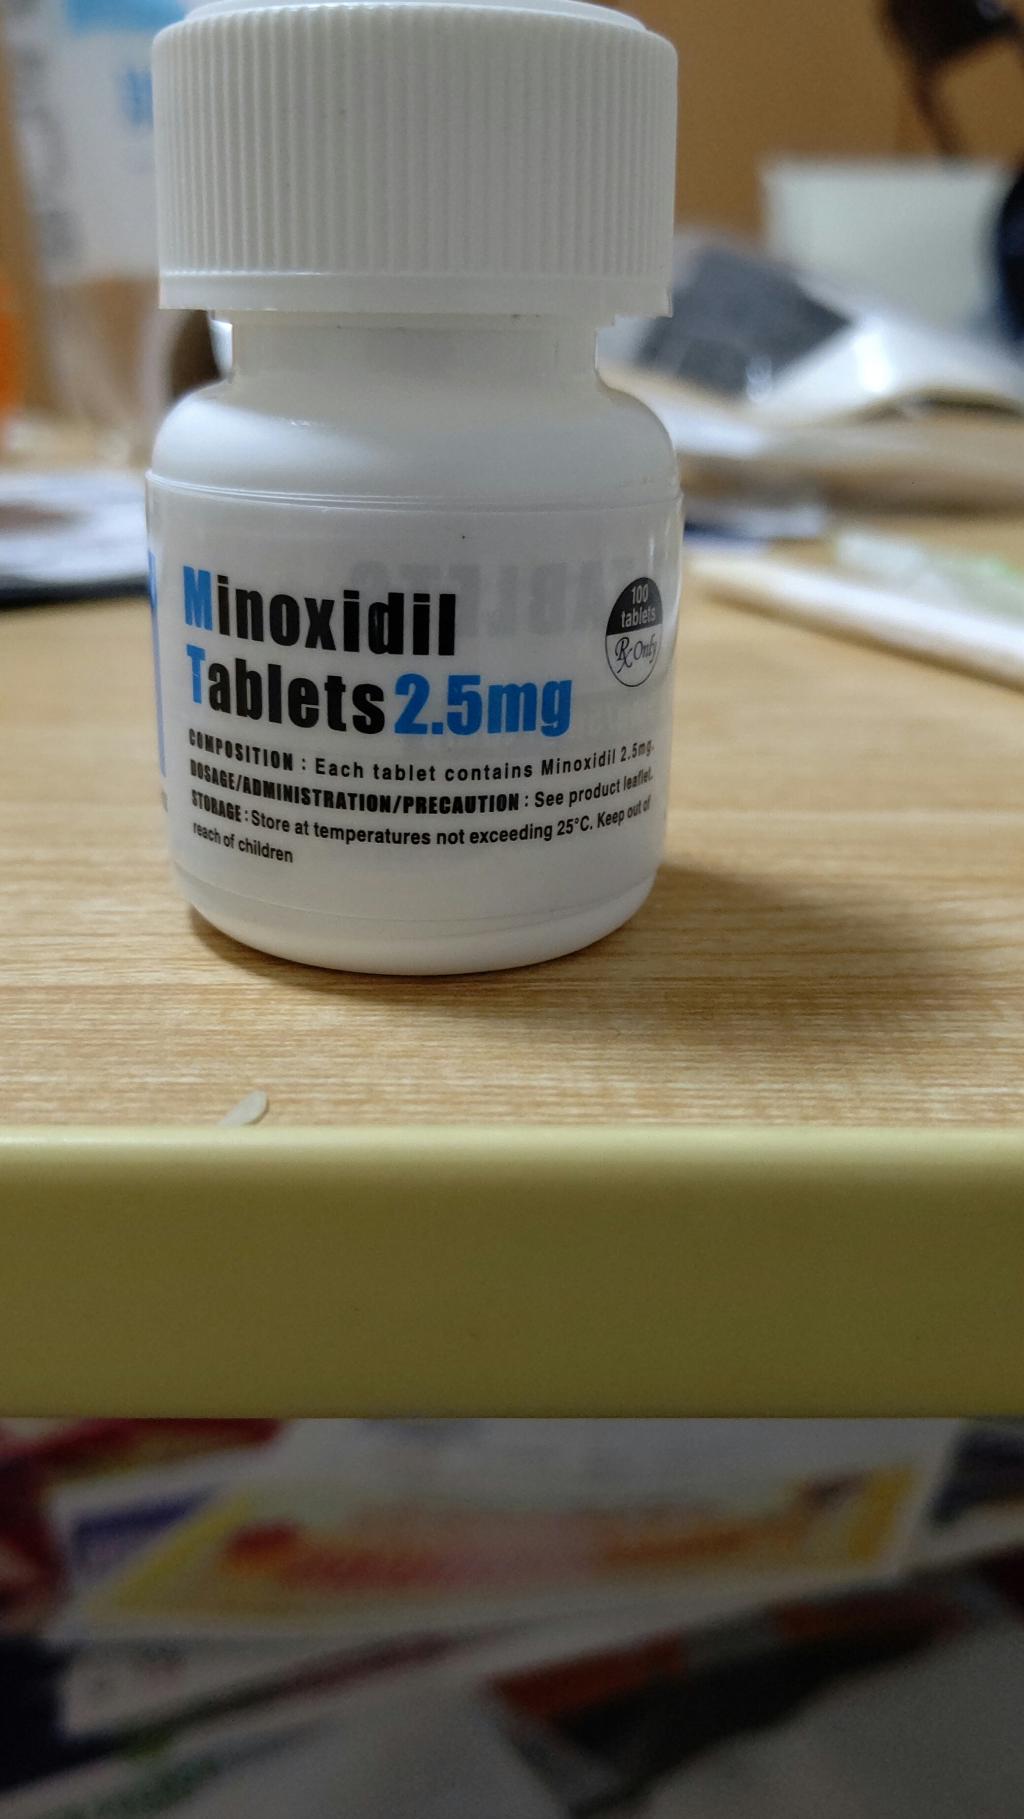 Minoxidil
Tablets 2.5mg
100
tablets
Rx Only
COMPOSITION : Each tablet contains Minoxidil 2.5mg.
DOSAGE/ADMINISTRATION/PRECAUTION : See product leaflet.
STORAGE : Store at temperatures not exceeding 25°C. Keep out of
reach of children